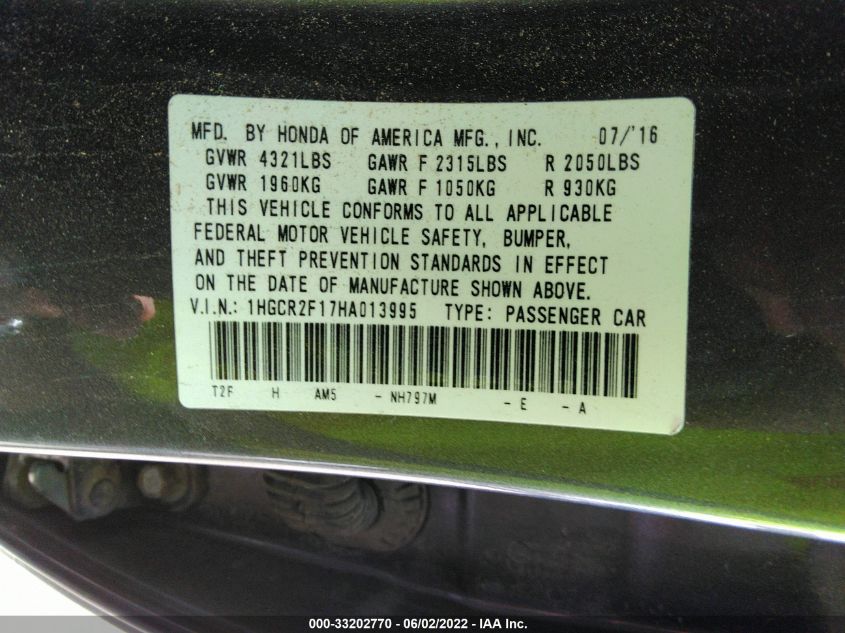 MFD. BY HONDA OF AMERICA MFG., INC. 07/'16
GVWR 4321LBS GAWR F 2315LBS R 2050LBS
GVWR 1960KG GAWR F 1050KG R 930KG
THIS VEHICLE CONFORMS TO ALL APPLICABLE
FEDERAL MOTOR VEHICLE SAFETY, BUMPER,
AND THEFT PREVENTION STANDARDS IN EFFECT
ON THE DATE OF MANUFACTURE SHOWN ABOVE.
V.I.N.: 1HGCR2F17HA013995 TYPE: PASSENGER CAR
T2F H AM5 - NH797M - E - A
000-33202770 - 06/02/2022 - IAA Inc.